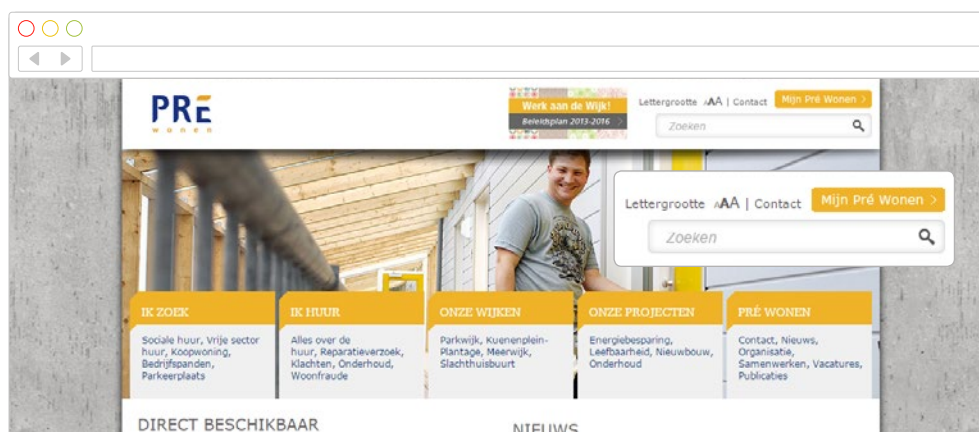 PRÉ
wonen
Werk aan de Wijk!
Beleidsplan 2013-2016 >
Lettergrootte AAA | Contact Mijn Pré Wonen >
Zoeken
Lettergrootte AAA | Contact Mijn Pré Wonen >
Zoeken
IK ZOEK
Sociale huur, Vrije sector
huur, Koopwoning,
Bedrijfspanden,
Parkeerplaats
IK HUUR
Alles over de
huur, Reparatieverzoek,
Klachten, Onderhoud,
Woonfraude
ONZE WIJKEN
Parkwijk, Kuenenplein-
Plantage, Meerwijk,
Slachthuisbuurt
ONZE PROJECTEN
Energiebesparing,
Leefbaarheid, Nieuwbouw,
Onderhoud
PRÉ WONEN
Contact, Nieuws,
Organisatie,
Samenwerken, Vacatures,
Publicaties
DIRECT BESCHIKBAAR
NIEUWS